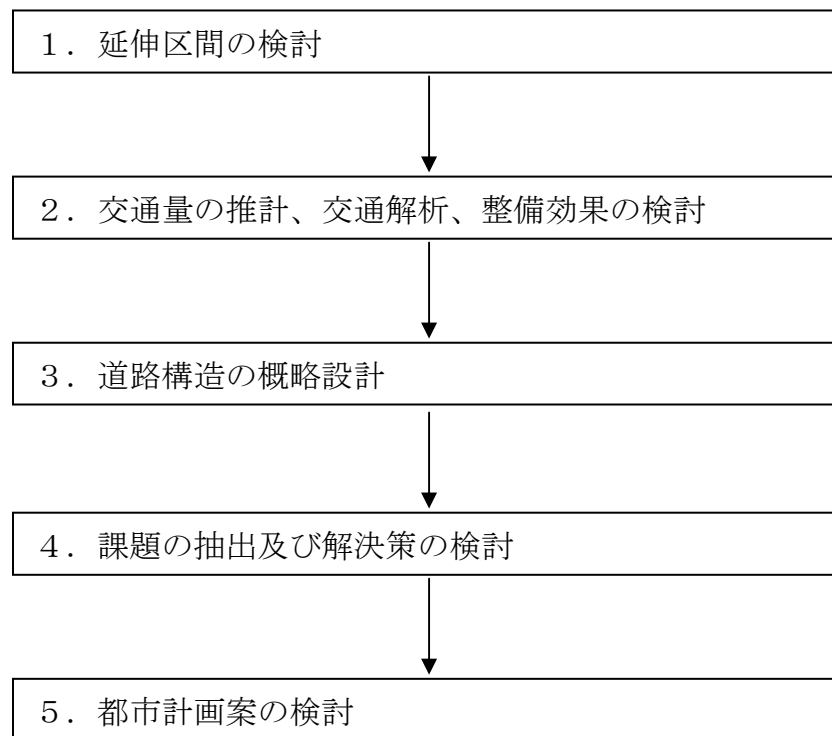 １．延伸区間の検討
２．交通量の推計、交通解析、整備効果の検討
３．道路構造の概略設計
４．課題の抽出及び解決策の検討
５．都市計画案の検討